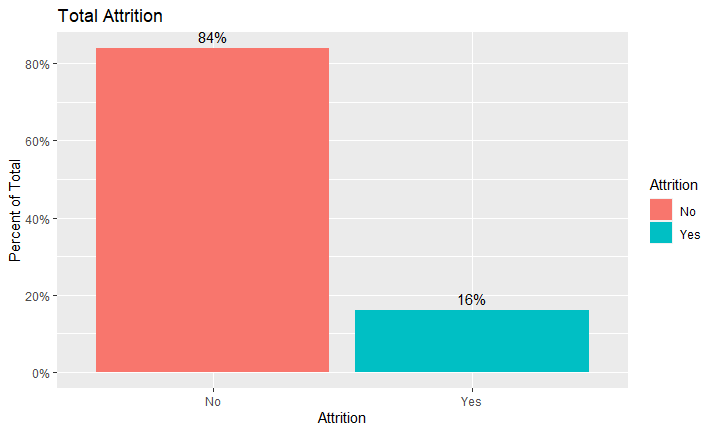 Total Attrition
84%
80%
60%
40%
20%
0%
16%
No
Yes
Attrition
Percent of Total
Attrition
No
Yes